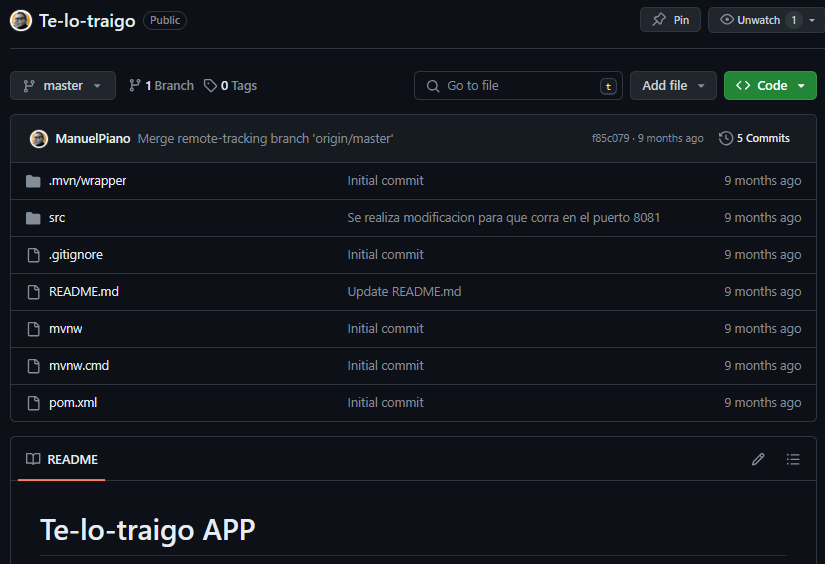 Te-lo-traigo Public Pin Unwatch 1
master 1 Branch 0 Tags Go to file t Add file Code
ManuelPiano Merge remote-tracking branch 'origin/master' f85c079 · 9 months ago 5 Commits
.mvn/wrapper Initial commit 9 months ago
src Se realiza modificacion para que corra en el puerto 8081 9 months ago
.gitignore Initial commit 9 months ago
README.md Update README.md 9 months ago
mvnw Initial commit 9 months ago
mvnw.cmd Initial commit 9 months ago
pom.xml Initial commit 9 months ago
README
Te-lo-traigo APP